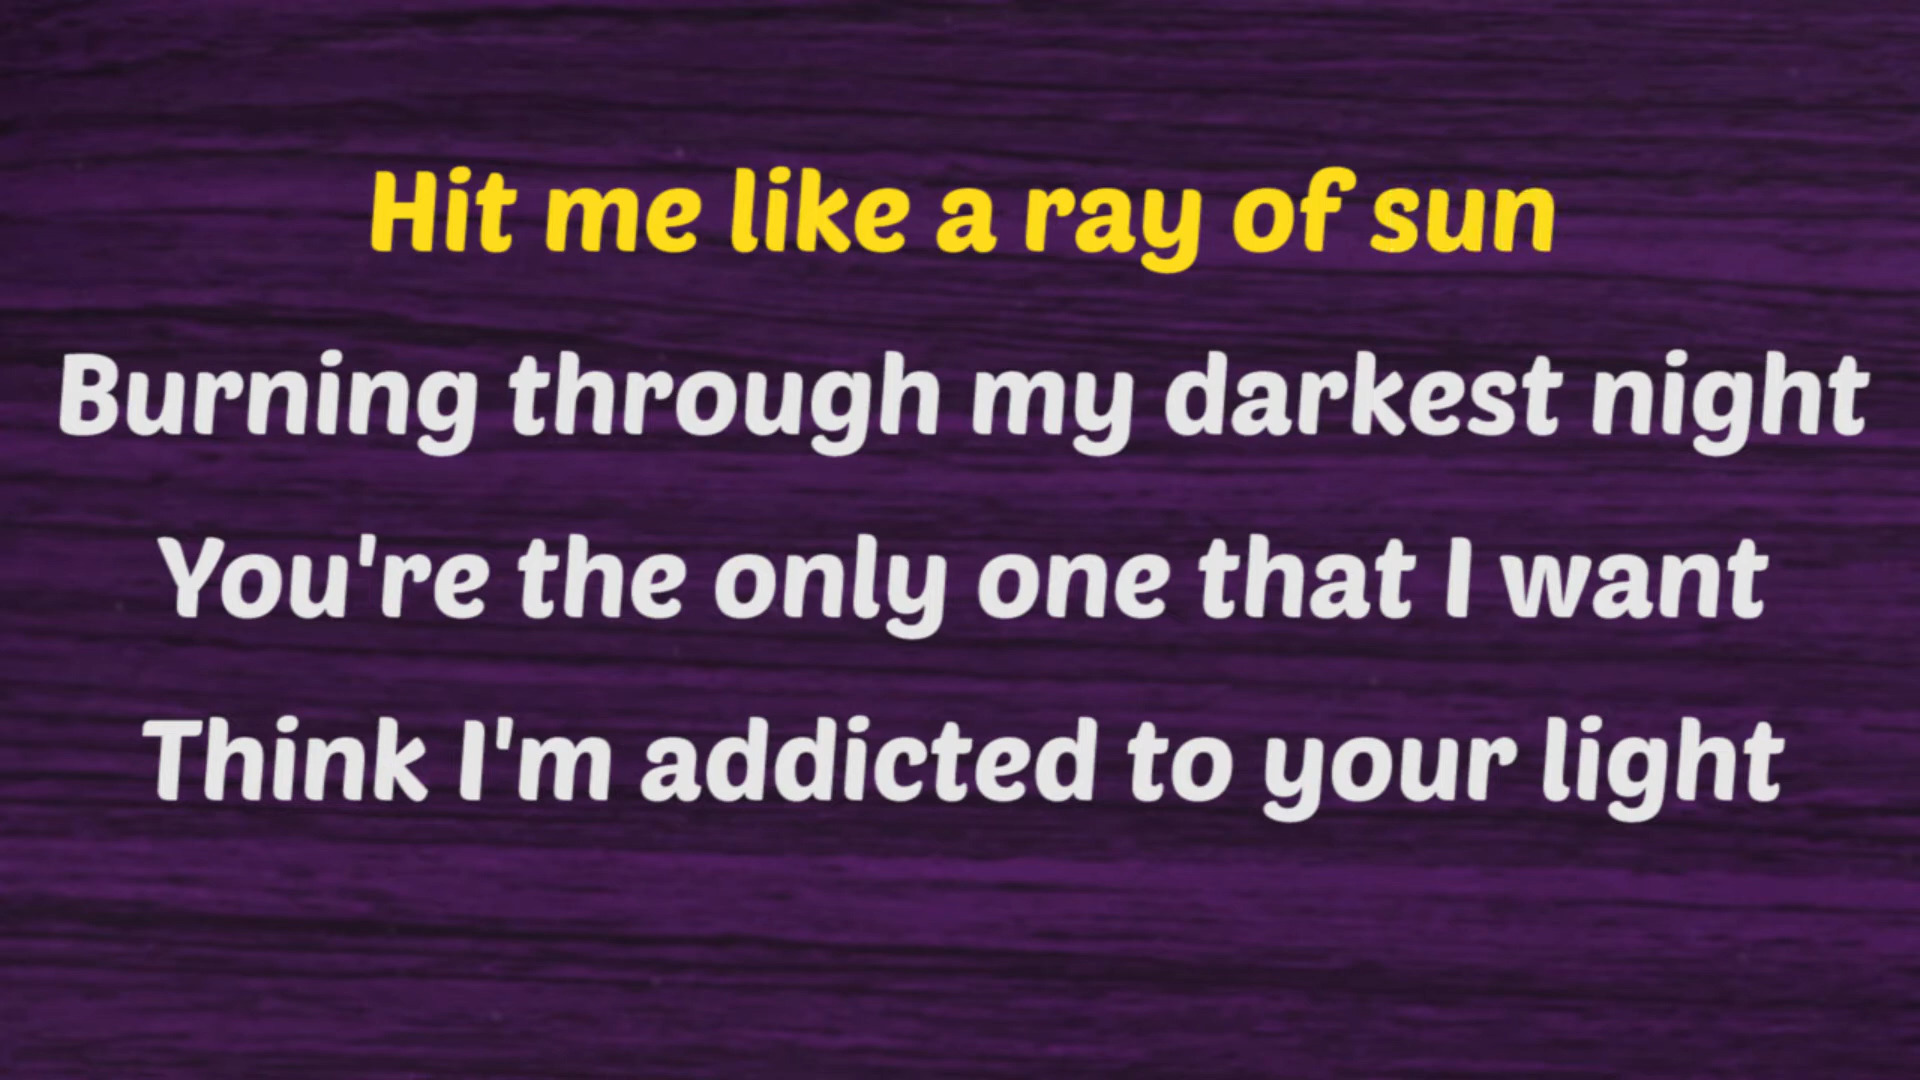 Hit me like a ray of sun
Burning through my darkest night
You're the only one that I want
Think I'm addicted to your light